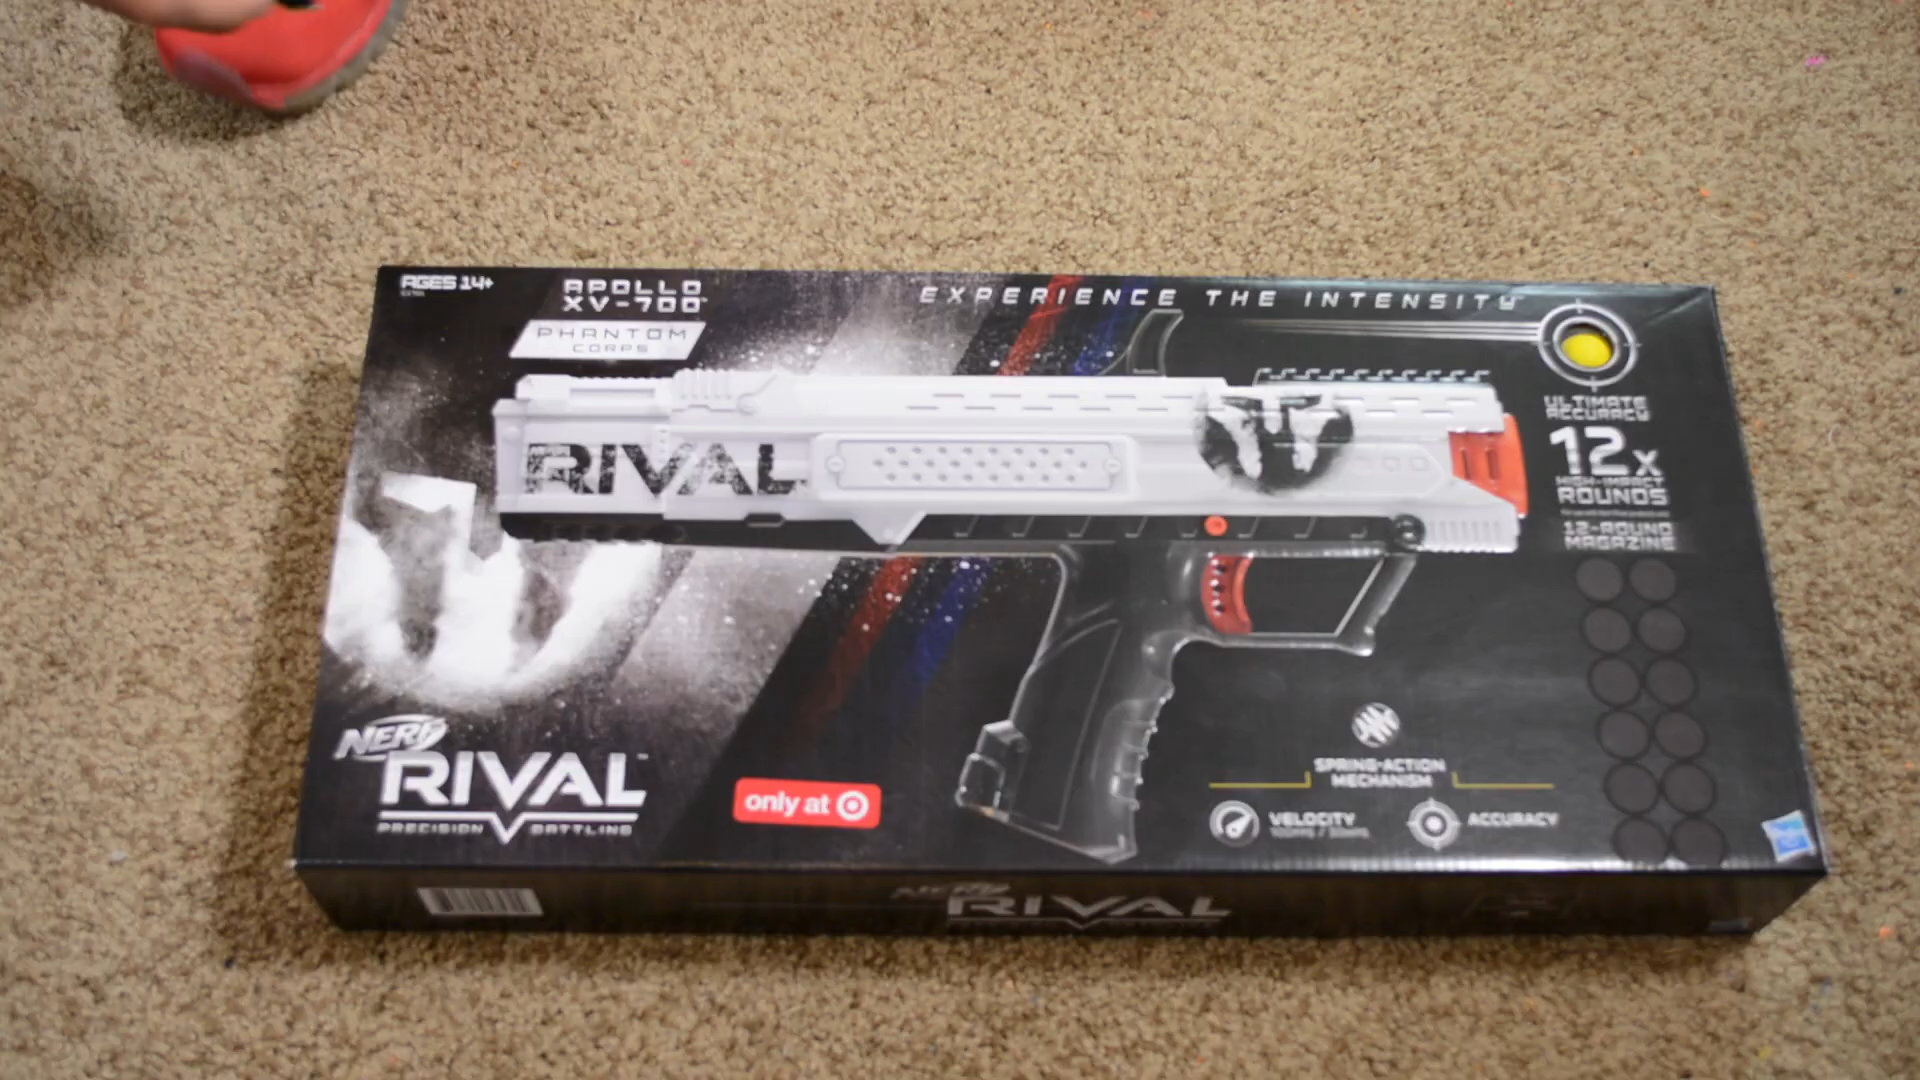 AGES 14+
APOLLO
XV-700
PHANTOM
CORPS
EXPERIENCE THE INTENSITY
ULTIMATE
ACCURACY
12x
HIGH-IMPACT
ROUNDS
12-ROUND
MAGAZINE
RIVAL
NERF
RIVAL
PRECISION BATTLING
only at
SPRING-ACTION
MECHANISM
VELOCITY
ACCURACY
NERF
RIVAL